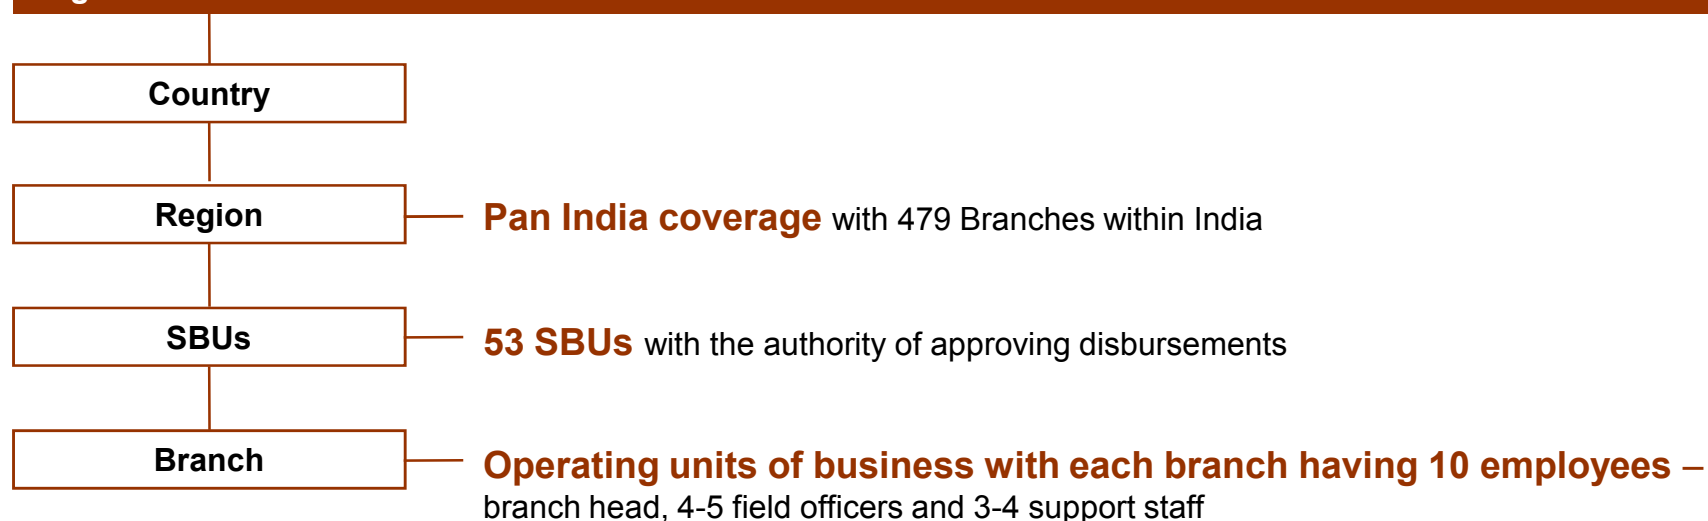 Country
Region
Pan India coverage with 479 Branches within India
SBUs
53 SBUs with the authority of approving disbursements
Branch
Operating units of business with each branch having 10 employees –
branch head, 4-5 field officers and 3-4 support staff